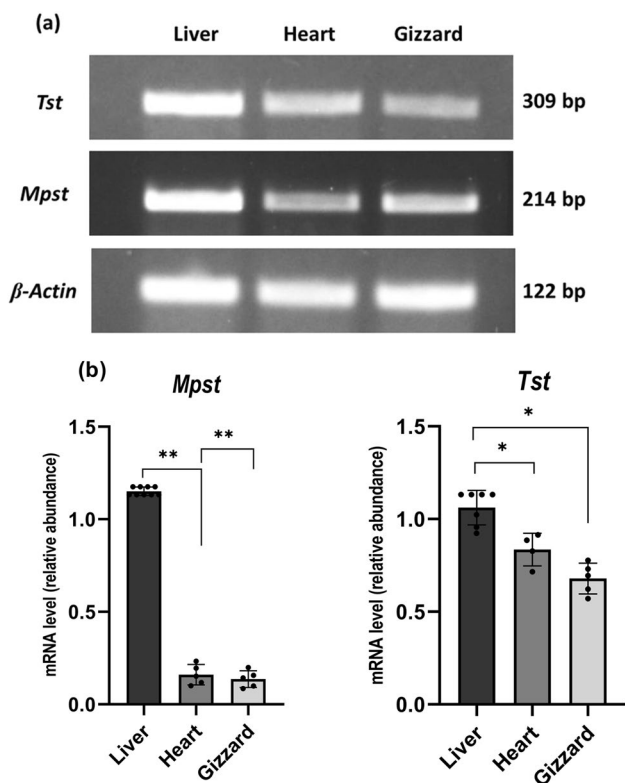 (a)
Liver Heart Gizzard
Tst 309 bp
Mpst 214 bp
β-Actin 122 bp
(b)
Mpst
mRNA level (relative abundance)
1.5
1.0
0.5
0.0
** **
Liver Heart Gizzard
Tst
mRNA level (relative abundance)
1.5
1.0
0.5
0.0
*
*
Liver Heart Gizzard